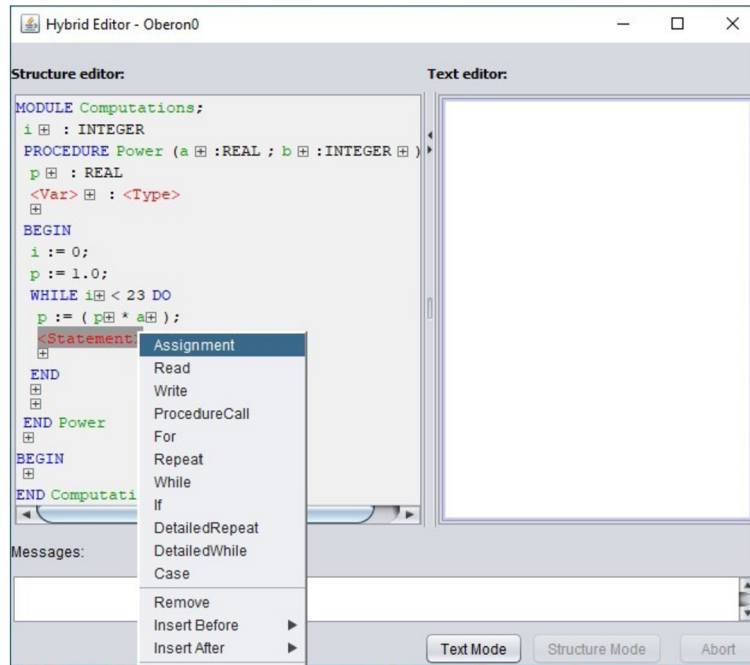 Hybrid Editor - Oberon0
Structure editor:
Text editor:
MODULE Computations;
i : INTEGER
PROCEDURE Power (a :REAL ; b :INTEGER )
p : REAL
<Var> : <Type>
BEGIN
i := 0;
p := 1.0;
WHILE i < 23 DO
p := ( p * a );
<Statement>
END
END Power
BEGIN
END Computati
Assignment
Read
Write
ProcedureCall
For
Repeat
While
If
DetailedRepeat
DetailedWhile
Case
Remove
Insert Before
Insert After
Messages:
Text Mode
Structure Mode
Abort